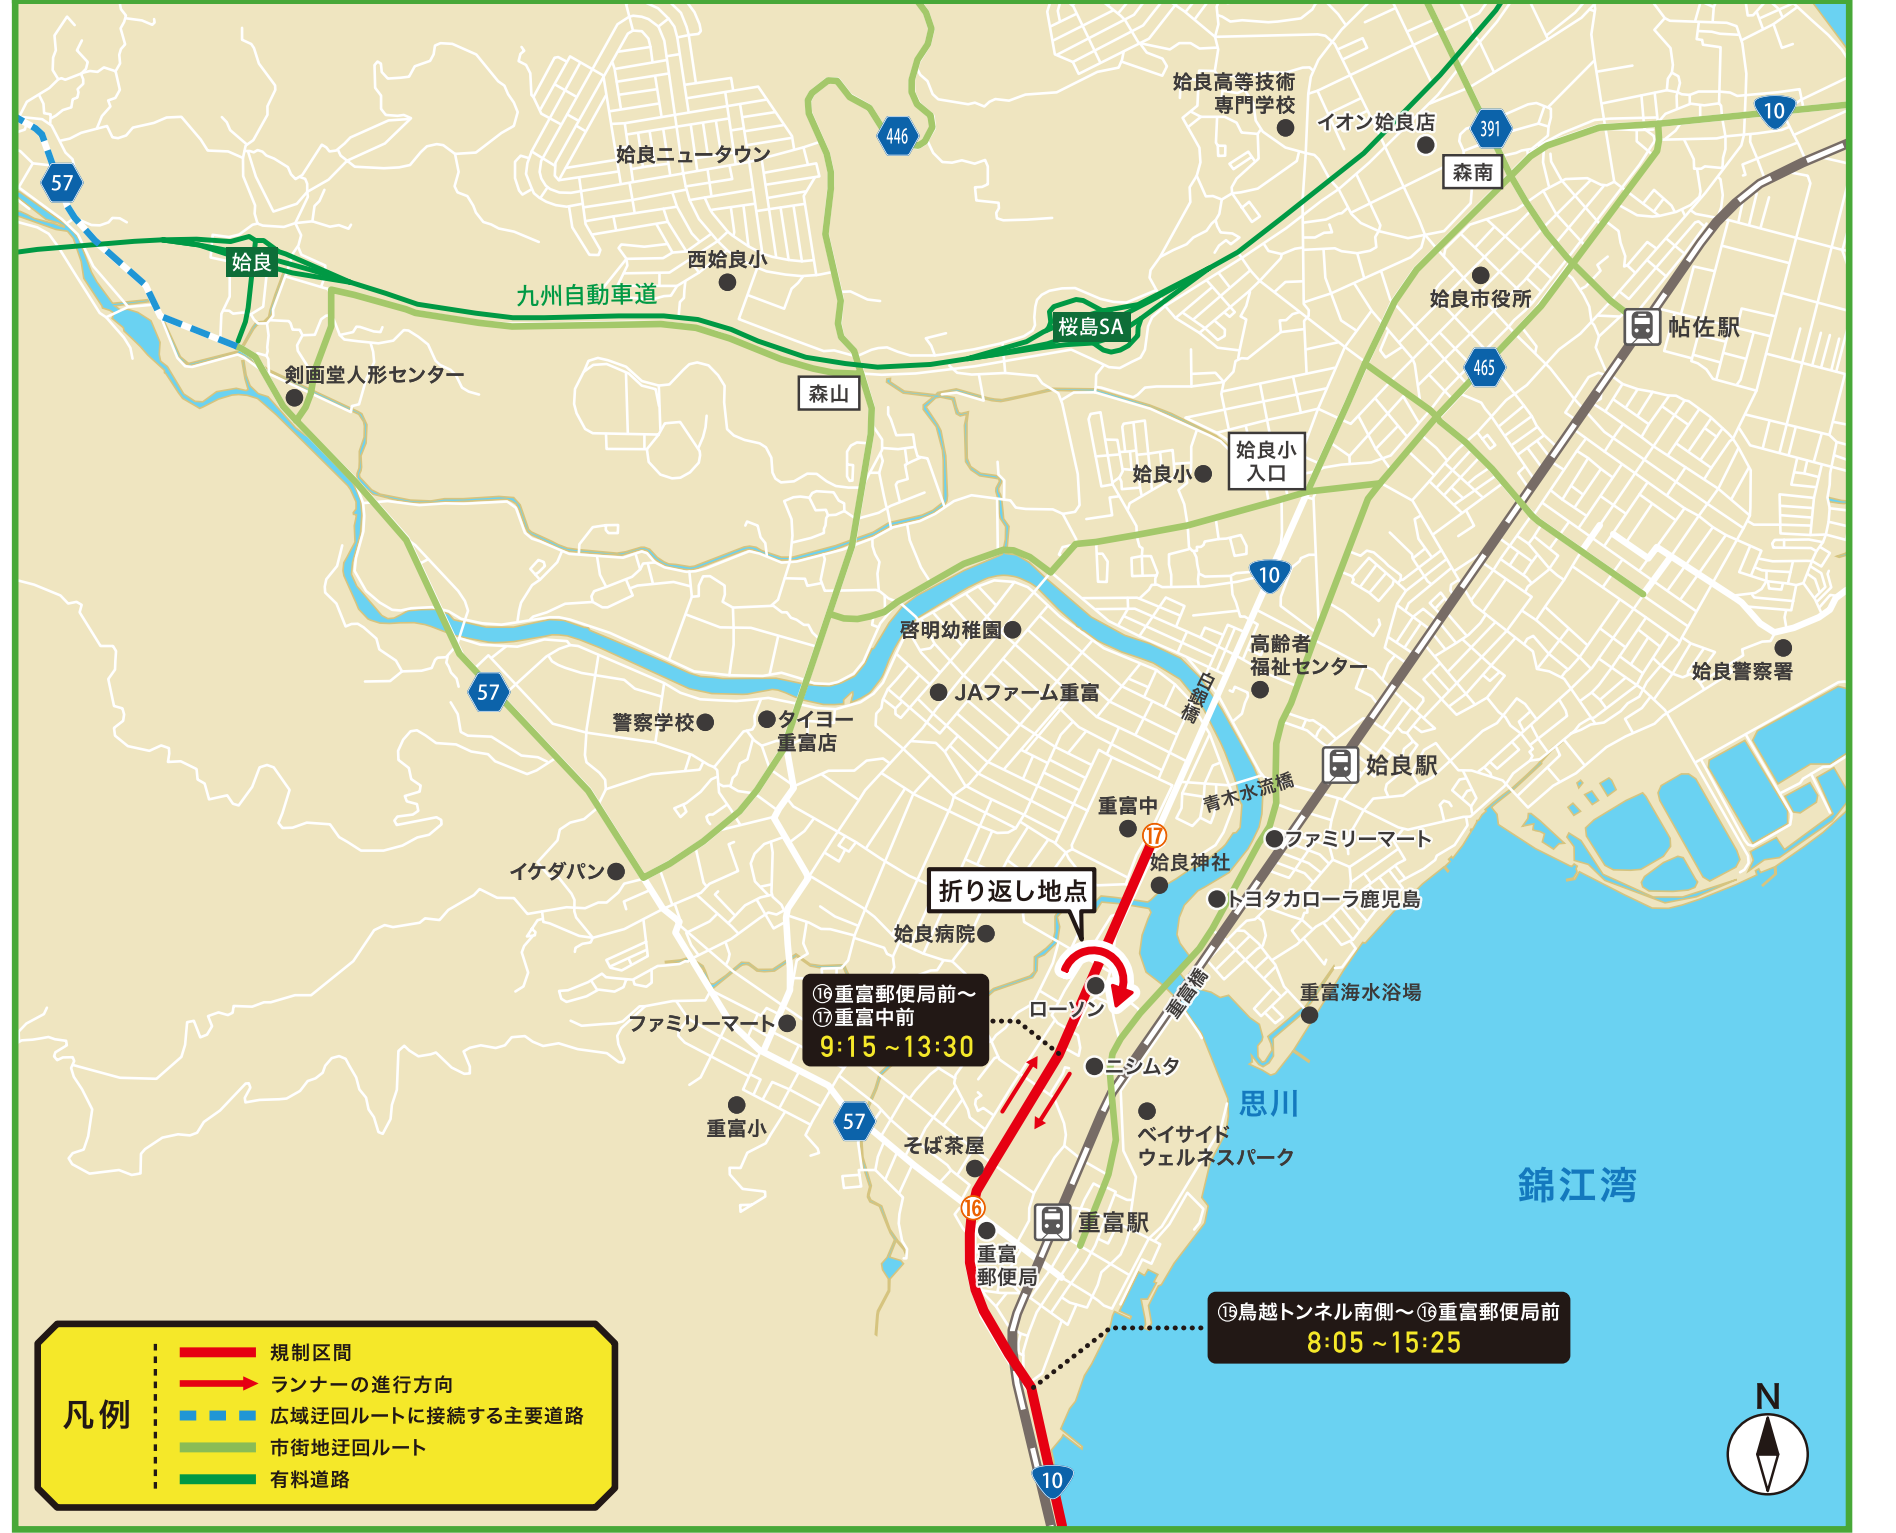 姶良高等技術
専門学校
イオン姶良店
391
10
森南
446
姶良ニュータウン
57
姶良
西姶良小
九州自動車道
桜島SA
姶良市役所
帖佐駅
465
剣画堂人形センター
森山
姶良小
入口
姶良小
10
啓明幼稚園
高齢者
福祉センター
姶良警察署
JAファーム重富
白銀橋
57
警察学校
タイヨー
重富店
姶良駅
青木水流橋
重富中
⑰
ファミリーマート
姶良神社
イケダパン
折り返し地点
トヨタカローラ鹿児島
姶良病院
重富橋
重富海水浴場
⑯重富郵便局前〜
⑰重富中前
9:15～13:30
ローソン
ファミリーマート
ニシムタ
思川
重富小
57
ベイサイド
ウェルネスパーク
そば茶屋
錦江湾
⑯
重富駅
重富
郵便局
⑮鳥越トンネル南側〜⑯重富郵便局前
8:05～15:25
凡例
規制区間
ランナーの進行方向
広域迂回ルートに接続する主要道路
市街地迂回ルート
有料道路
N
10